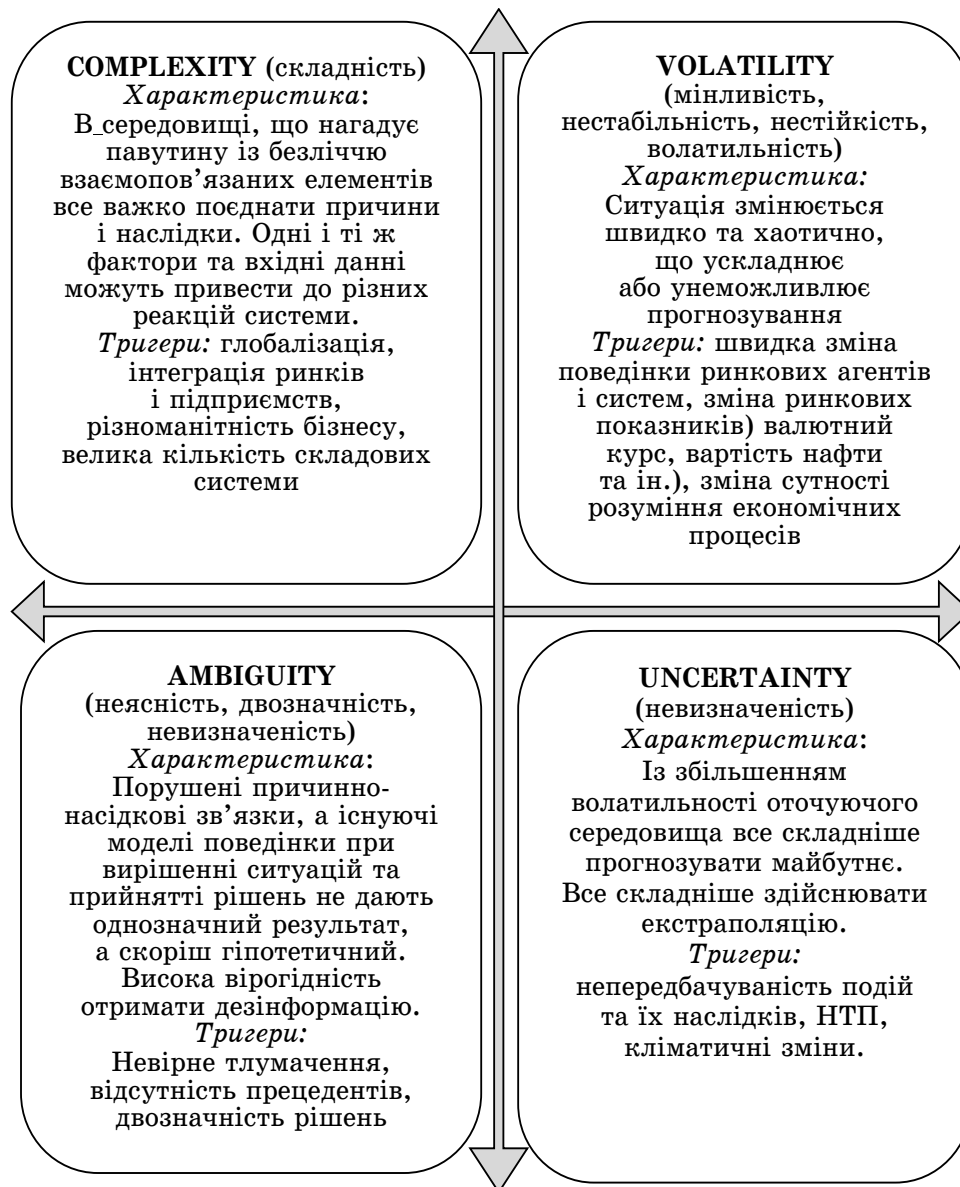 COMPLEXITY (складність)
Характеристика:
В_середовищі, що нагадує
павутину із безліччю
взаємопов’язаних елементів
все важко поєднати причини
і наслідки. Одні і ті ж
фактори та вхідні данні
можуть привести до різних
реакцій системи.
Тригери: глобалізація,
інтеграція ринків
і підприємств,
різноманітність бізнесу,
велика кількість складових
системи
VOLATILITY
(мінливість,
нестабільність, нестійкість,
волатильність)
Характеристика:
Ситуація змінюється
швидко та хаотично,
що ускладнює
або унеможливлює
прогнозування
Тригери: швидка зміна
поведінки ринкових агентів
і систем, зміна ринкових
показників) валютний
курс, вартість нафти
та ін.), зміна сутності
розуміння економічних
процесів
AMBIGUITY
(неясність, двозначність,
невизначеність)
Характеристика:
Порушені причинно-
насідкові зв’язки, а існуючі
моделі поведінки при
вирішенні ситуацій та
прийнятті рішень не дають
однозначний результат,
а скоріш гіпотетичний.
Висока вірогідність
отримати дезінформацію.
Тригери:
Невірне тлумачення,
відсутність прецедентів,
двозначність рішень
UNCERTAINTY
(невизначеність)
Характеристика:
Із збільшенням
волатильності оточуючого
середовища все складніше
прогнозувати майбутнє.
Все складніше здійснювати
екстраполяцію.
Тригери:
непередбачуваність подій
та їх наслідків, НТП,
кліматичні зміни.